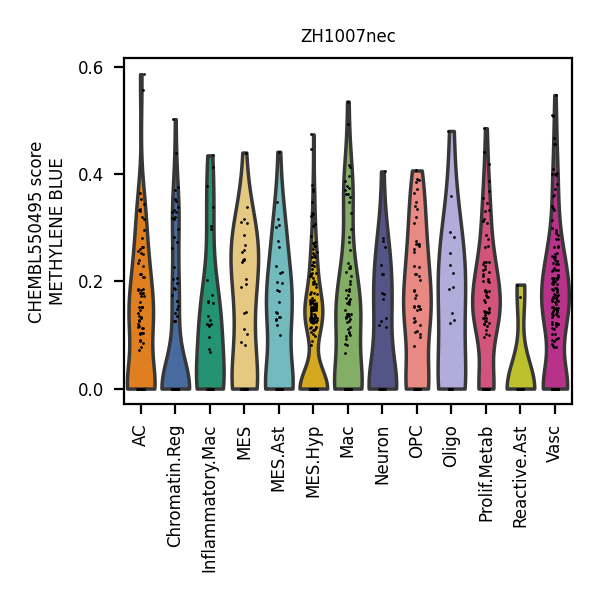 ZH1007nec
CHEMBL550495 score
METHYLENE BLUE
0.6
0.4
0.2
0.0
AC
Chromatin.Reg
Inflammatory.Mac
MES
MES.Ast
MES.Hyp
Mac
Neuron
OPC
Oligo
Prolif.Metab
Reactive.Ast
Vasc